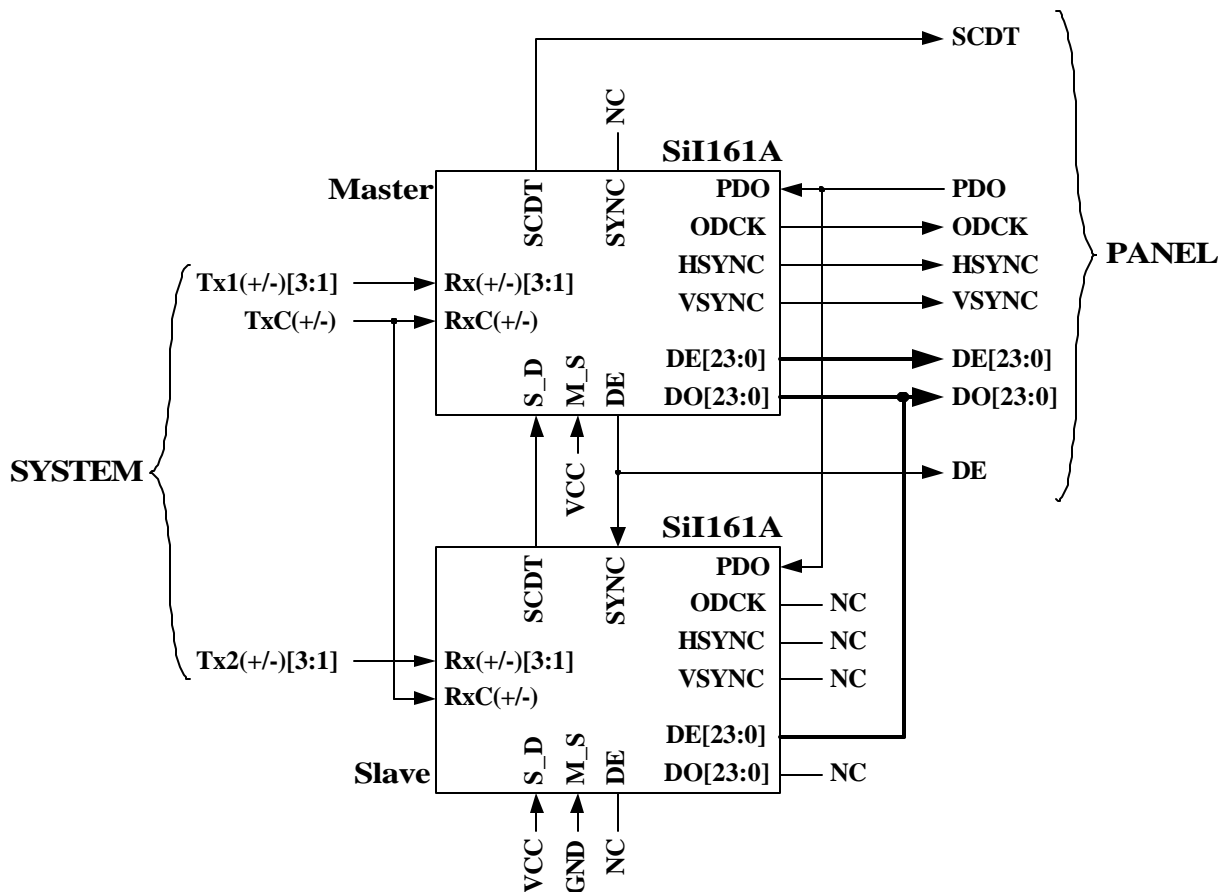 SCDT
NC
SiI161A
Master
SCDT
SYNC
PDO
PDO
ODCK
ODCK
HSYNC
HSYNC
VSYNC
VSYNC
PANEL
Tx1(+/-)[3:1]
Rx(+/-)[3:1]
TxC(+/-)
RxC(+/-)
DE[23:0]
DE[23:0]
DO[23:0]
DO[23:0]
S_D
M_S
DE
SYSTEM
VCC
DE
SiI161A
SCDT
SYNC
PDO
ODCK
NC
HSYNC
NC
VSYNC
NC
Tx2(+/-)[3:1]
Rx(+/-)[3:1]
RxC(+/-)
DE[23:0]
DO[23:0]
NC
Slave
S_D
M_S
DE
VCC
GND
NC